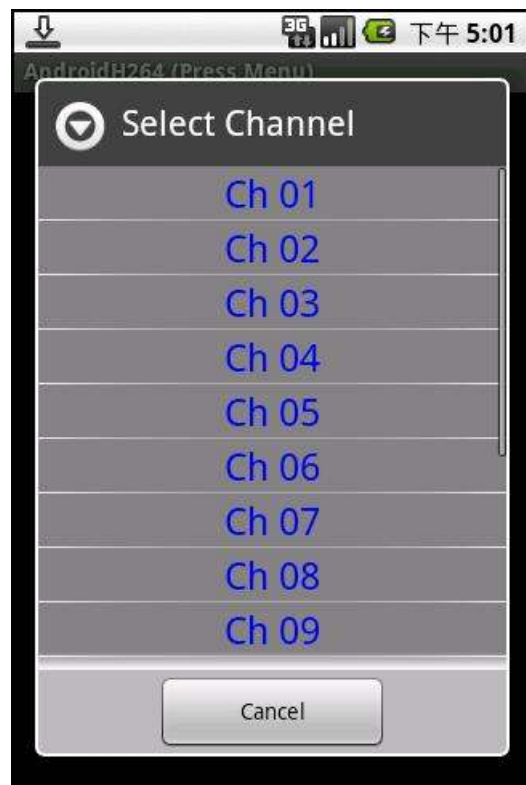 3G 下午 5:01
AndroidH264 (Press Menu)
Select Channel
Ch 01
Ch 02
Ch 03
Ch 04
Ch 05
Ch 06
Ch 07
Ch 08
Ch 09
Cancel